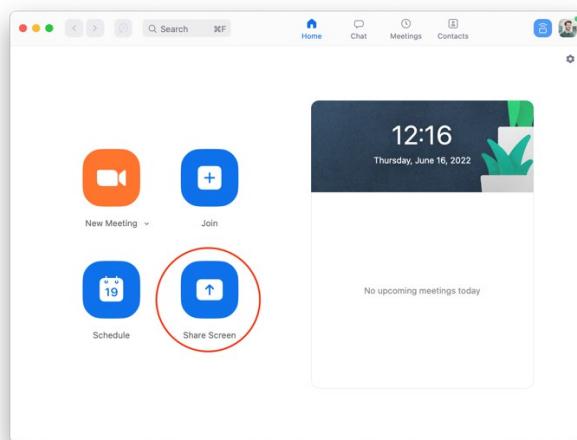 Search ⌘F
Home
Chat
Meetings
Contacts
12:16
Thursday, June 16, 2022
New Meeting
Join
19
Schedule
Share Screen
No upcoming meetings today